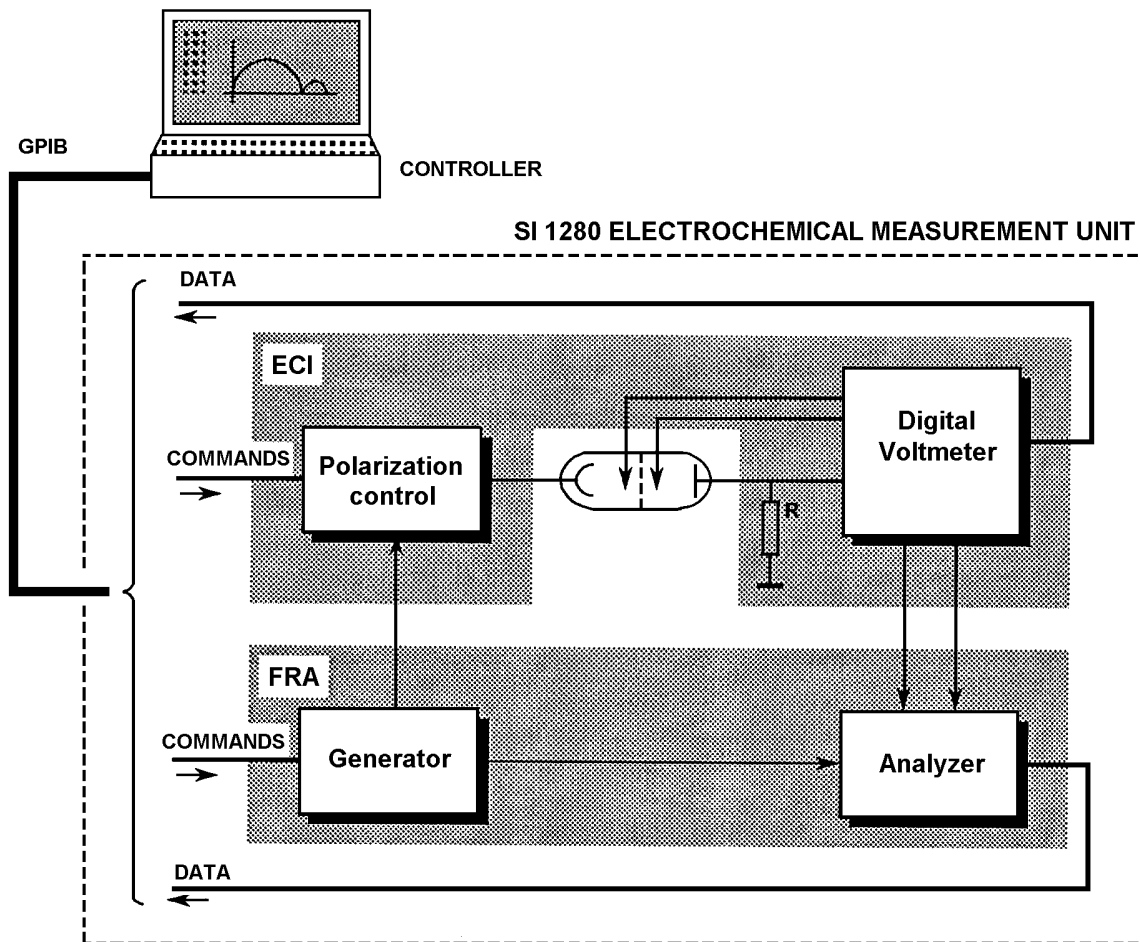 GPIB
CONTROLLER
SI 1280 ELECTROCHEMICAL MEASUREMENT UNIT
DATA
ECI
Digital
Voltmeter
COMMANDS
Polarization
control
R
FRA
COMMANDS
Generator
Analyzer
DATA